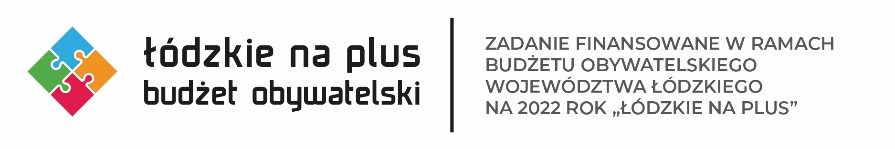 łódzkie na plus
budżet obywatelski
ZADANIE FINANSOWANE W RAMACH
BUDŻETU OBYWATELSKIEGO
WOJEWÓDZTWA ŁÓDZKIEGO
NA 2022 ROK „ŁÓDZKIE NA PLUS”